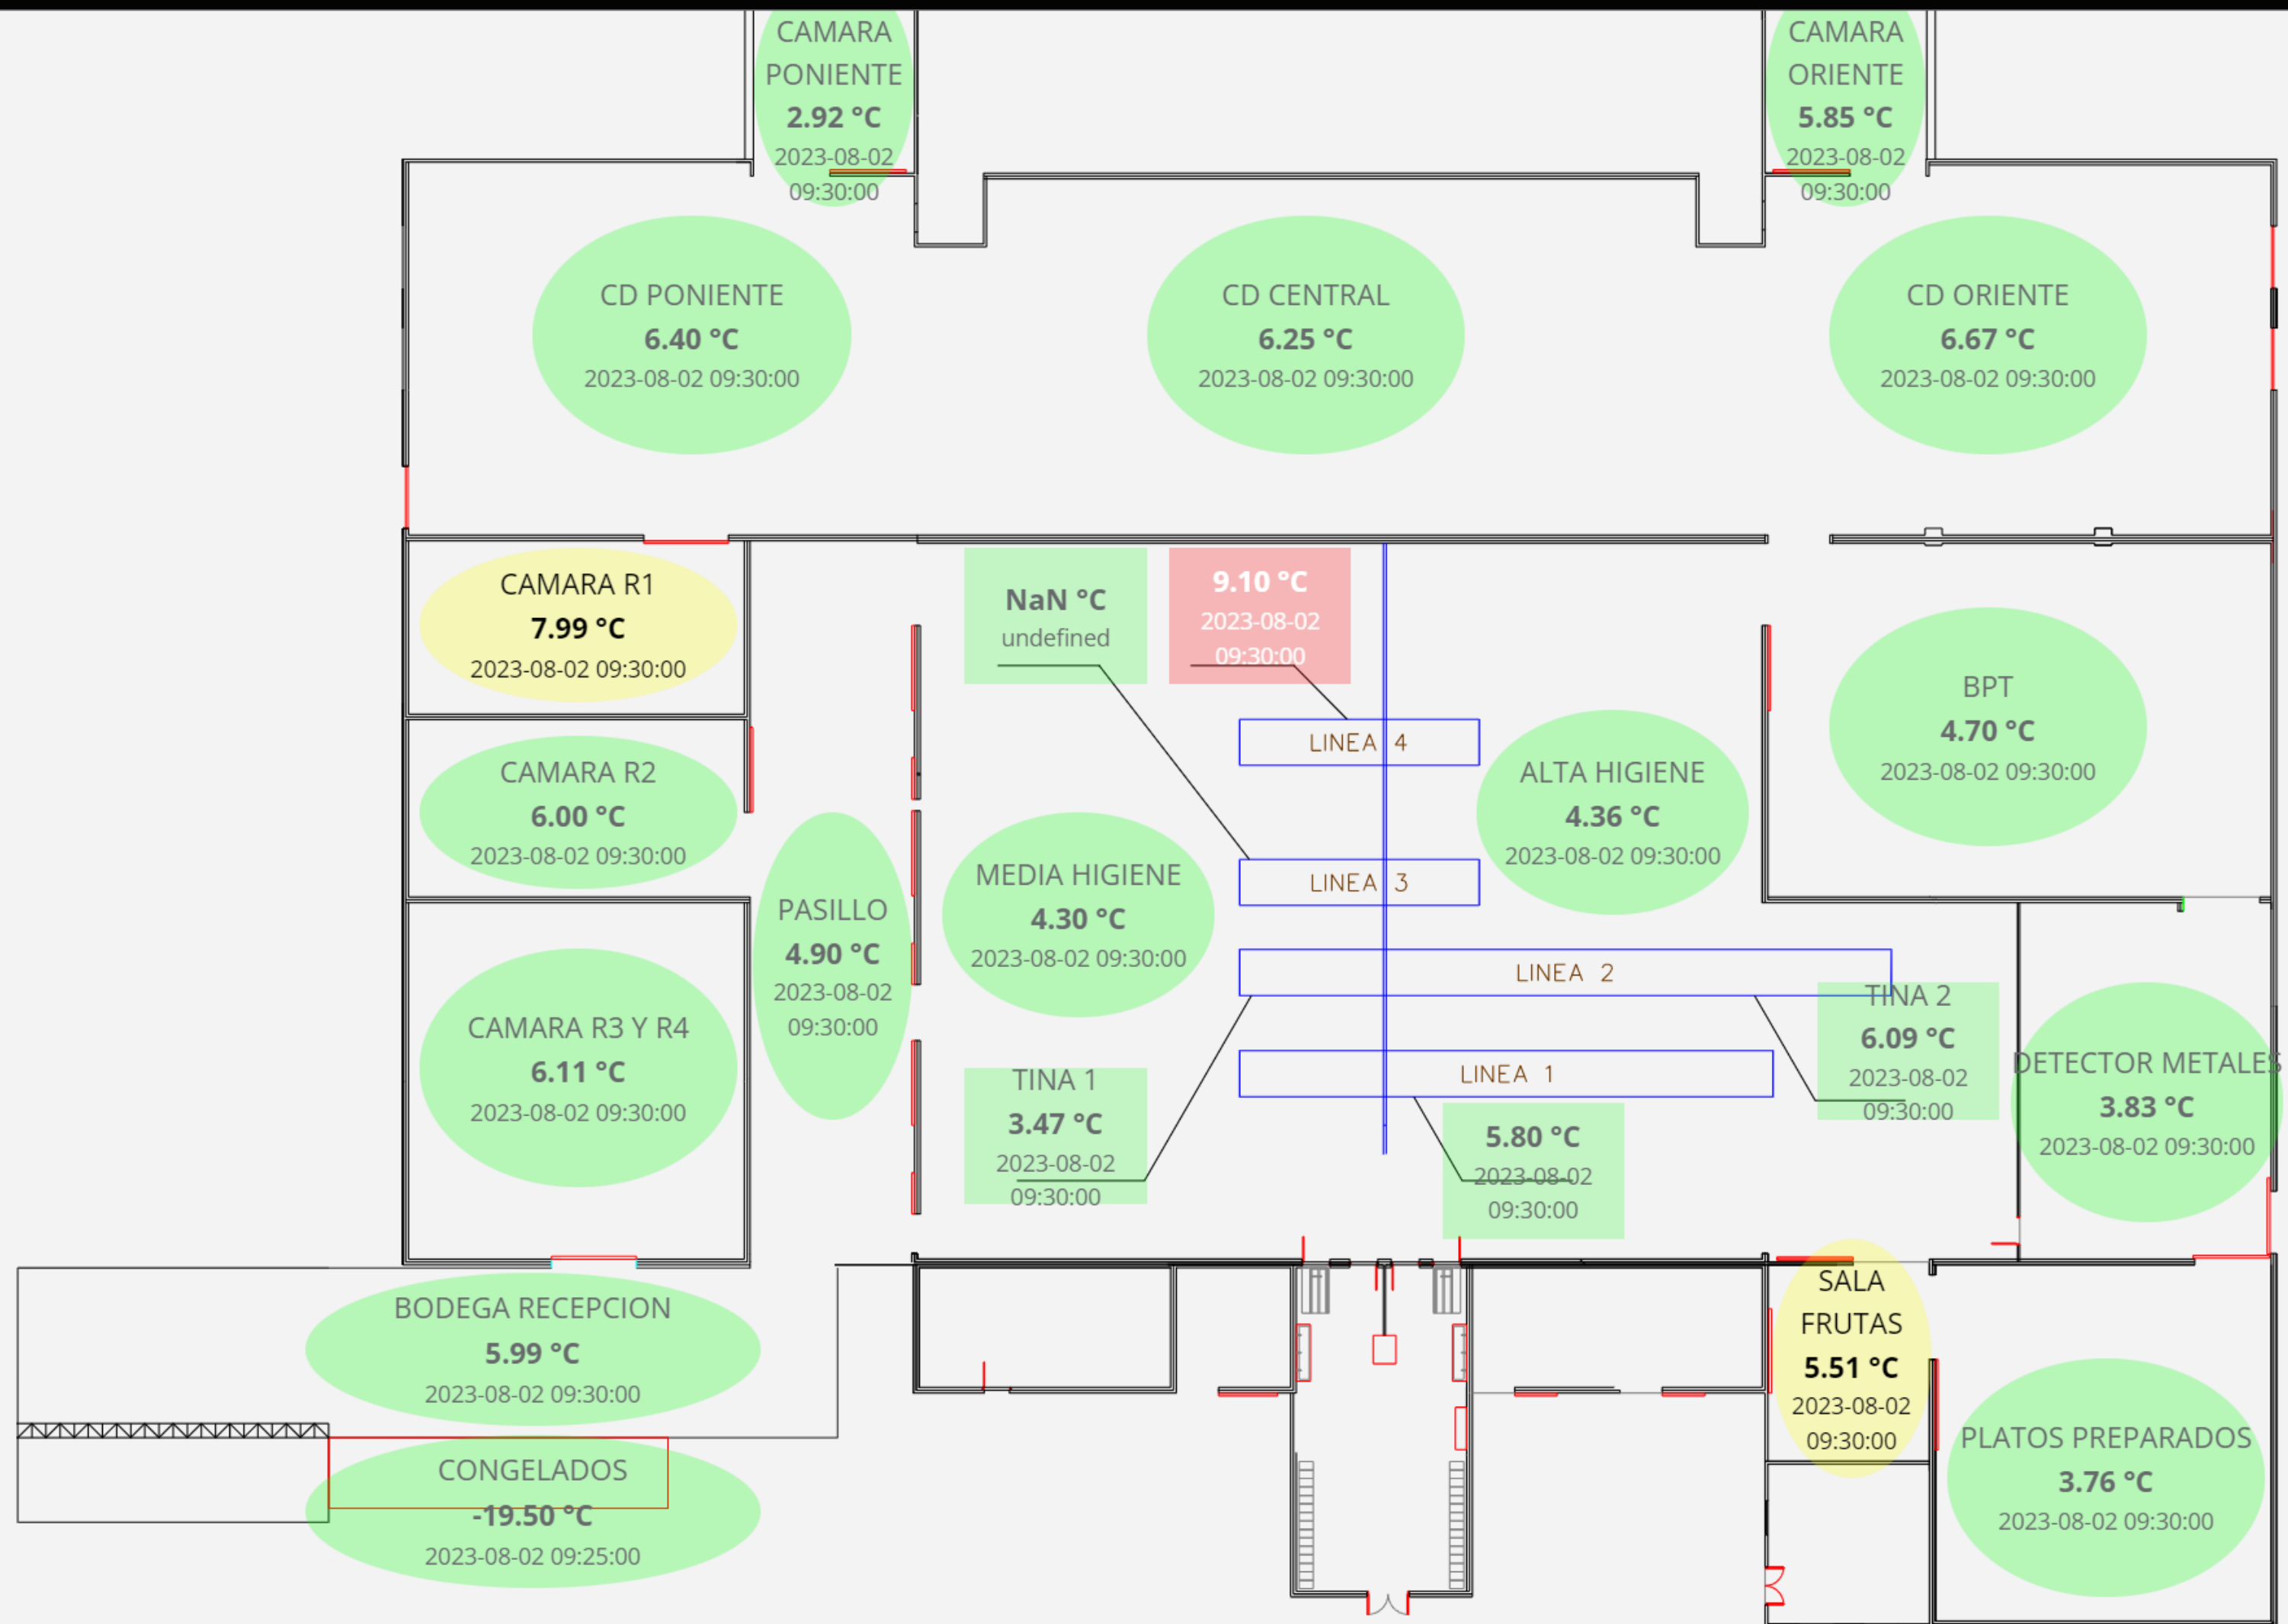 CAMARA
PONIENTE
2.92 °C
2023-08-02
09:30:00
CAMARA
ORIENTE
5.85 °C
2023-08-02
09:30:00
CD PONIENTE
6.40 °C
2023-08-02 09:30:00
CD CENTRAL
6.25 °C
2023-08-02 09:30:00
CD ORIENTE
6.67 °C
2023-08-02 09:30:00
CAMARA R1
7.99 °C
2023-08-02 09:30:00
NaN °C
undefined
9.10 °C
2023-08-02
09:30:00
LINEA 4
CAMARA R2
6.00 °C
2023-08-02 09:30:00
ALTA HIGIENE
4.36 °C
2023-08-02 09:30:00
BPT
4.70 °C
2023-08-02 09:30:00
LINEA 3
PASILLO
4.90 °C
2023-08-02
09:30:00
MEDIA HIGIENE
4.30 °C
2023-08-02 09:30:00
LINEA 2
CAMARA R3 Y R4
6.11 °C
2023-08-02 09:30:00
TINA 2
6.09 °C
2023-08-02
09:30:00
DETECTOR METALES
3.83 °C
2023-08-02 09:30:00
LINEA 1
TINA 1
3.47 °C
2023-08-02
09:30:00
5.80 °C
2023-08-02
09:30:00
BODEGA RECEPCION
5.99 °C
2023-08-02 09:30:00
SALA
FRUTAS
5.51 °C
2023-08-02
09:30:00
CONGELADOS
-19.50 °C
2023-08-02 09:25:00
PLATOS PREPARADOS
3.76 °C
2023-08-02 09:30:00